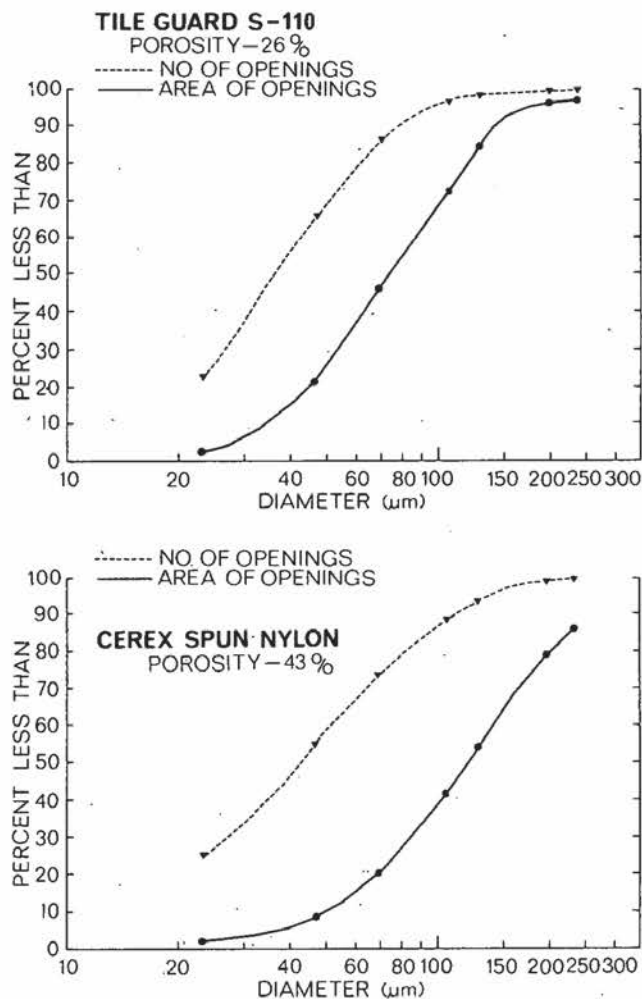 TILE GUARD S-110
POROSITY-26%
NO OF OPENINGS
AREA OF OPENINGS
100
90
80
70
60
50
40
30
20
10
0
PERCENT LESS THAN
10 20 40 60 80 100 150 200 250 300
DIAMETER (μm)
NO. OF OPENINGS
AREA OF OPENINGS
CEREX SPUN NYLON
POROSITY-43%
100
90
80
70
60
50
40
30
20
10
0
PERCENT LESS THAN
10 20 40 60 80 100 150 200 250 300
DIAMETER (μm)